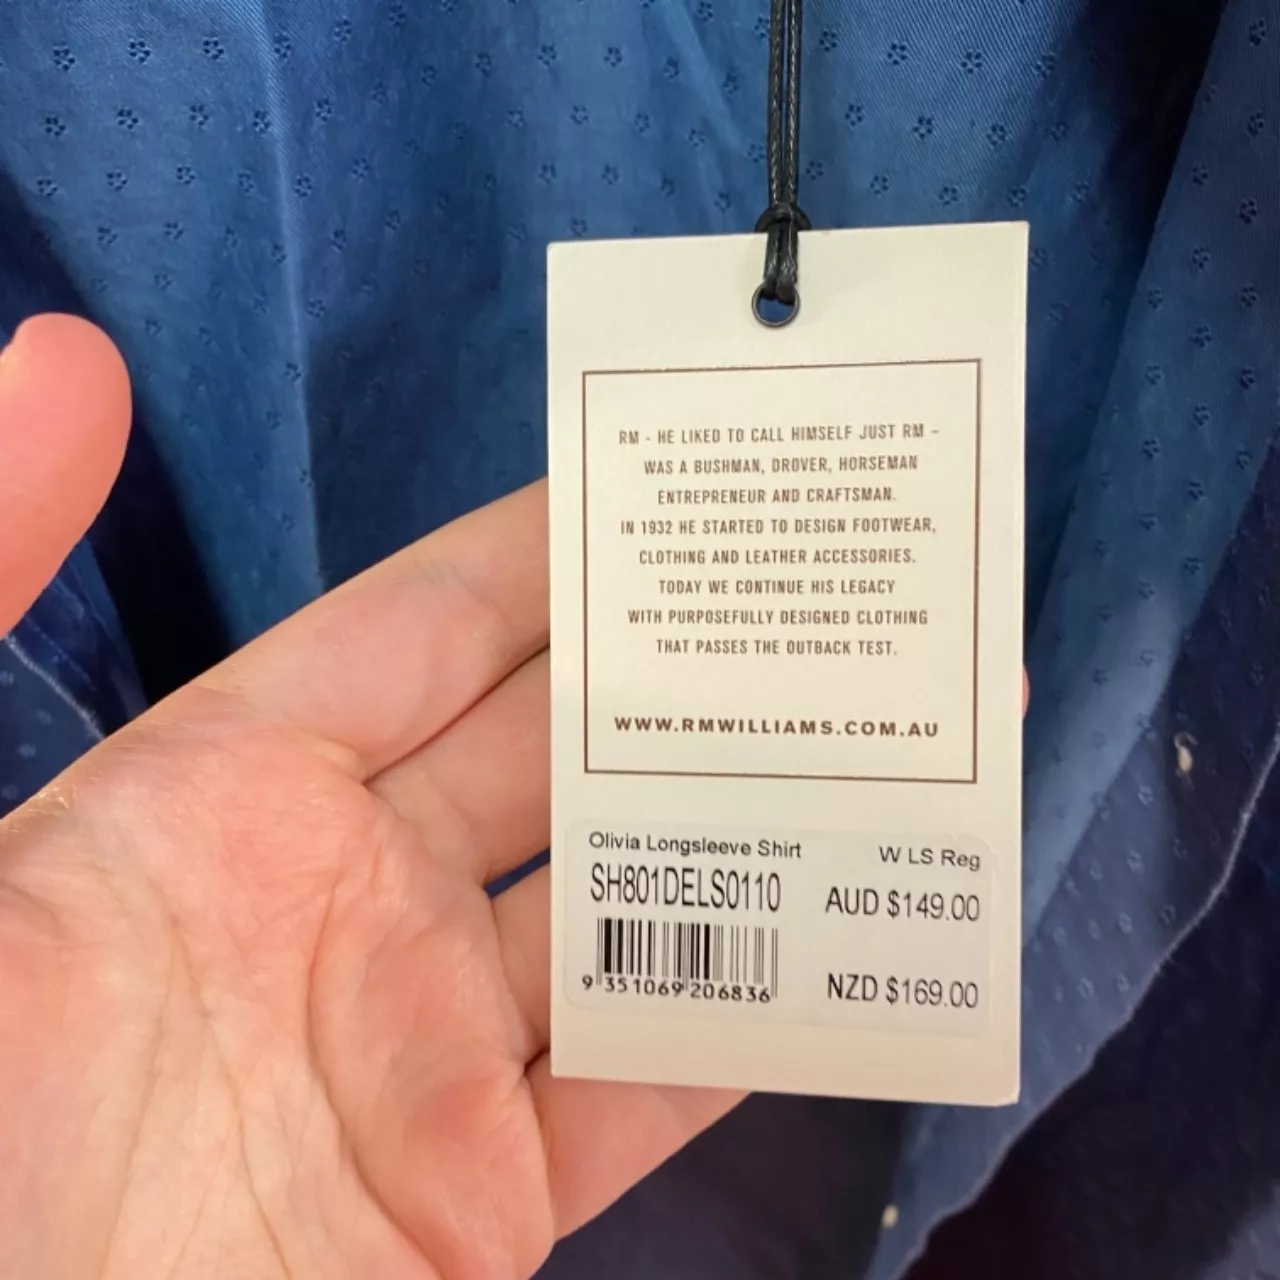 RM - HE LIKED TO CALL HIMSELF JUST RM -
WAS A BUSHMAN, DROVER, HORSEMAN
ENTREPRENEUR AND CRAFTSMAN.
IN 1932 HE STARTED TO DESIGN FOOTWEAR,
CLOTHING AND LEATHER ACCESSORIES.
TODAY WE CONTINUE HIS LEGACY
WITH PURPOSEFULLY DESIGNED CLOTHING
THAT PASSES THE OUTBACK TEST.
WWW.RMWILLIAMS.COM.AU
Olivia Longsleeve Shirt W LS Reg
SH801DELS0110 AUD $149.00
9 351069 206836 NZD $169.00